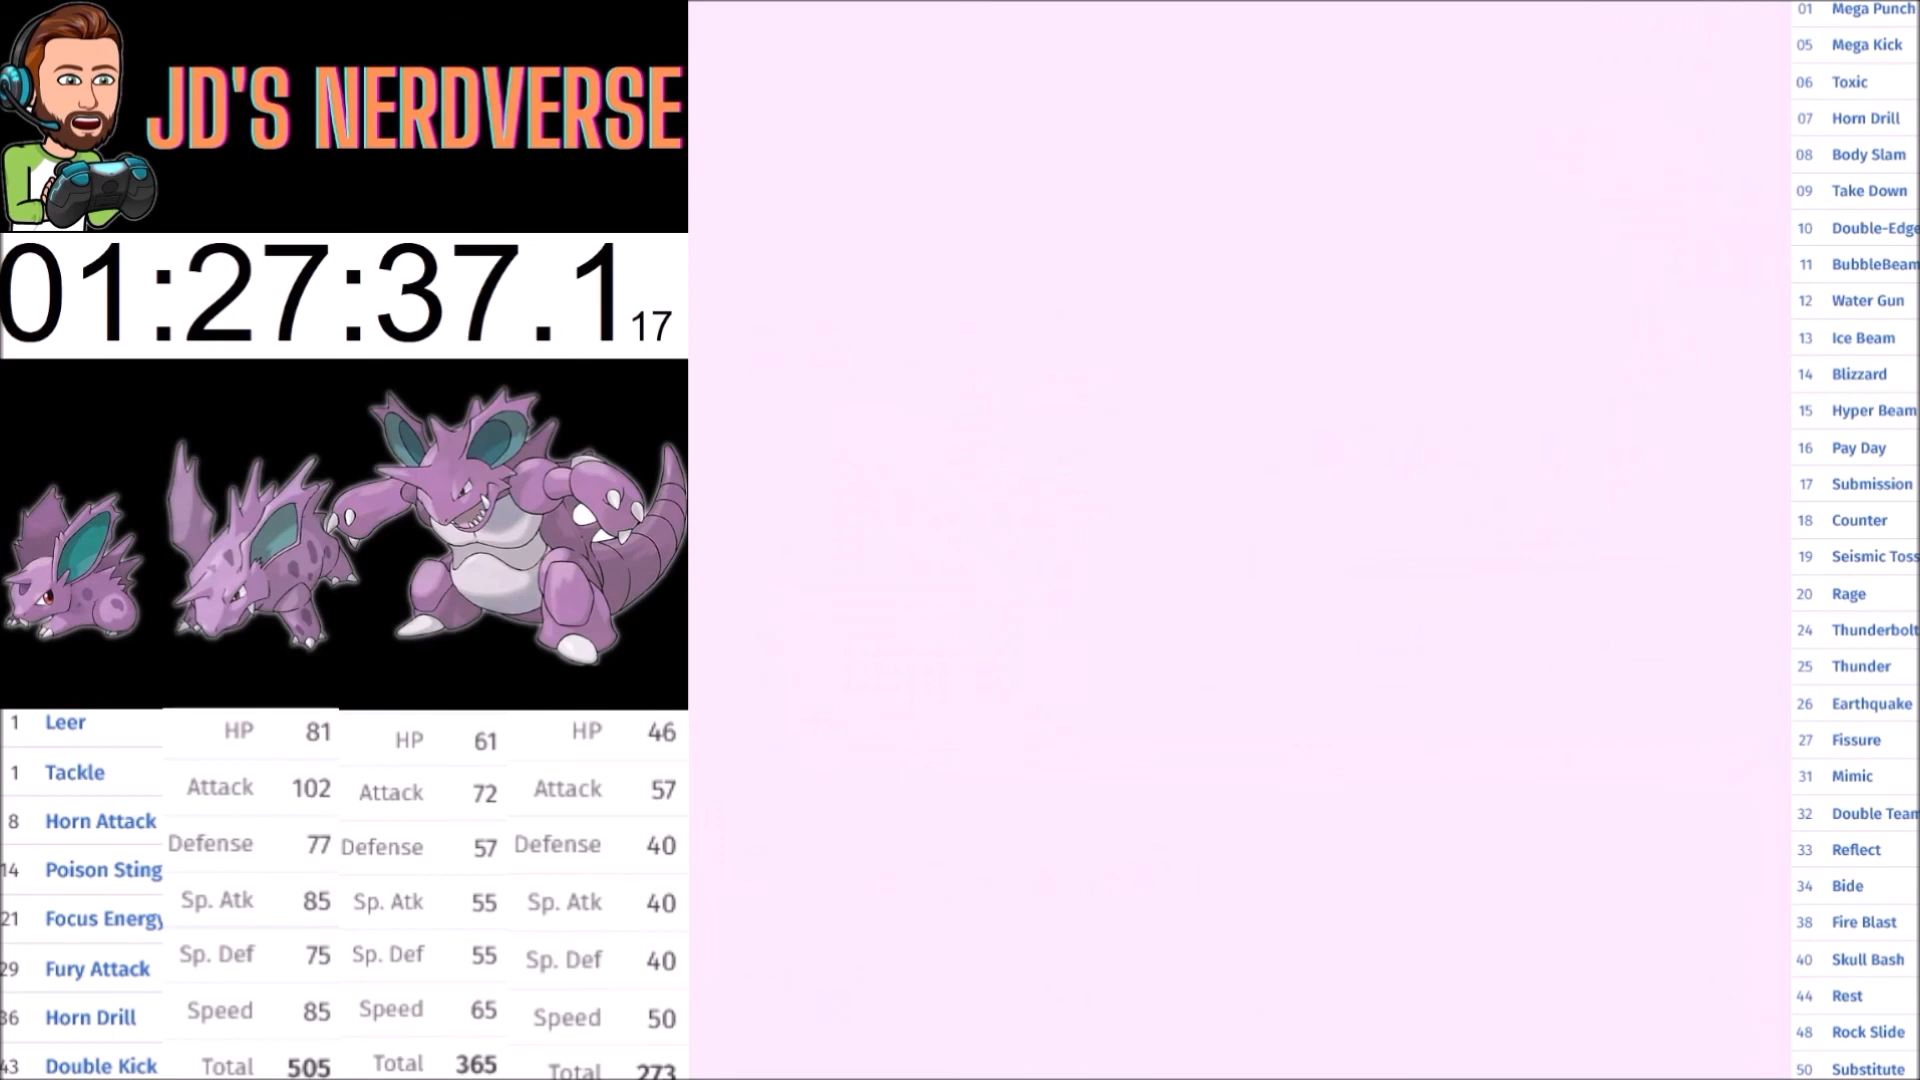 JD'S NERDVERSE
01:27:37.117
1 Leer
1 Tackle
8 Horn Attack
14 Poison Sting
21 Focus Energy
29 Fury Attack
36 Horn Drill
43 Double Kick
HP 81
Attack 102
Defense 77
Sp. Atk 85
Sp. Def 75
Speed 85
Total 505
HP 61
Attack 72
Defense 57
Sp. Atk 55
Sp. Def 55
Speed 65
Total 365
HP 46
Attack 57
Defense 40
Sp. Atk 40
Sp. Def 40
Speed 50
Total 273
01 Mega Punch
05 Mega Kick
06 Toxic
07 Horn Drill
08 Body Slam
09 Take Down
10 Double-Edge
11 BubbleBeam
12 Water Gun
13 Ice Beam
14 Blizzard
15 Hyper Beam
16 Pay Day
17 Submission
18 Counter
19 Seismic Toss
20 Rage
24 Thunderbolt
25 Thunder
26 Earthquake
27 Fissure
31 Mimic
32 Double Team
33 Reflect
34 Bide
38 Fire Blast
40 Skull Bash
44 Rest
48 Rock Slide
50 Substitute